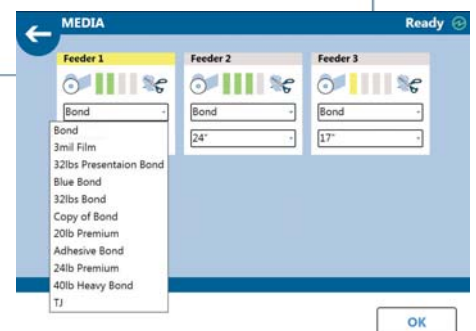 MEDIA
Ready
Feeder 1
Feeder 2
Feeder 3
Bond
Bond
Bond
24"
17"
Bond
3mil Film
32lbs Presentaion Bond
Blue Bond
32lbs Bond
Copy of Bond
20lb Premium
Adhesive Bond
24lb Premium
40lb Heavy Bond
TJ
OK